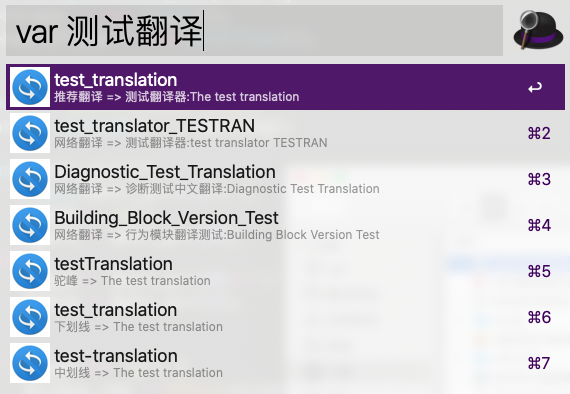 var 测试翻译
test_translation
推荐翻译 => 测试翻译器:The test translation
↩
test_translator_TESTRAN
网络翻译 => 测试翻译器:test translator TESTRAN
⌘2
Diagnostic_Test_Translation
网络翻译 => 诊断测试中文翻译:Diagnostic Test Translation
⌘3
Building_Block_Version_Test
网络翻译 => 行为模块翻译测试:Building Block Version Test
⌘4
testTranslation
驼峰 => The test translation
⌘5
test_translation
下划线 => The test translation
⌘6
test-translation
中划线 => The test translation
⌘7